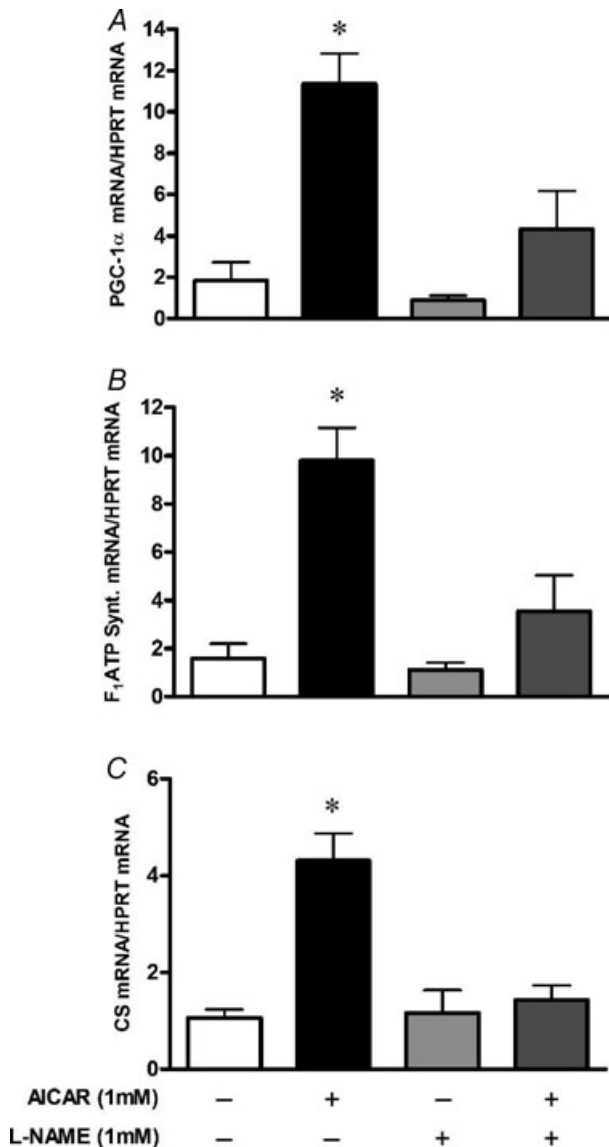 A
PGC-1α mRNA/HPRT mRNA
14
12
10
8
6
4
2
0
*
B
F₁ATP Synt. mRNA/HPRT mRNA
12
10
8
6
4
2
0
*
C
CS mRNA/HPRT mRNA
6
4
2
0
*
AICAR (1mM) – + – +
L-NAME (1mM) – – + +